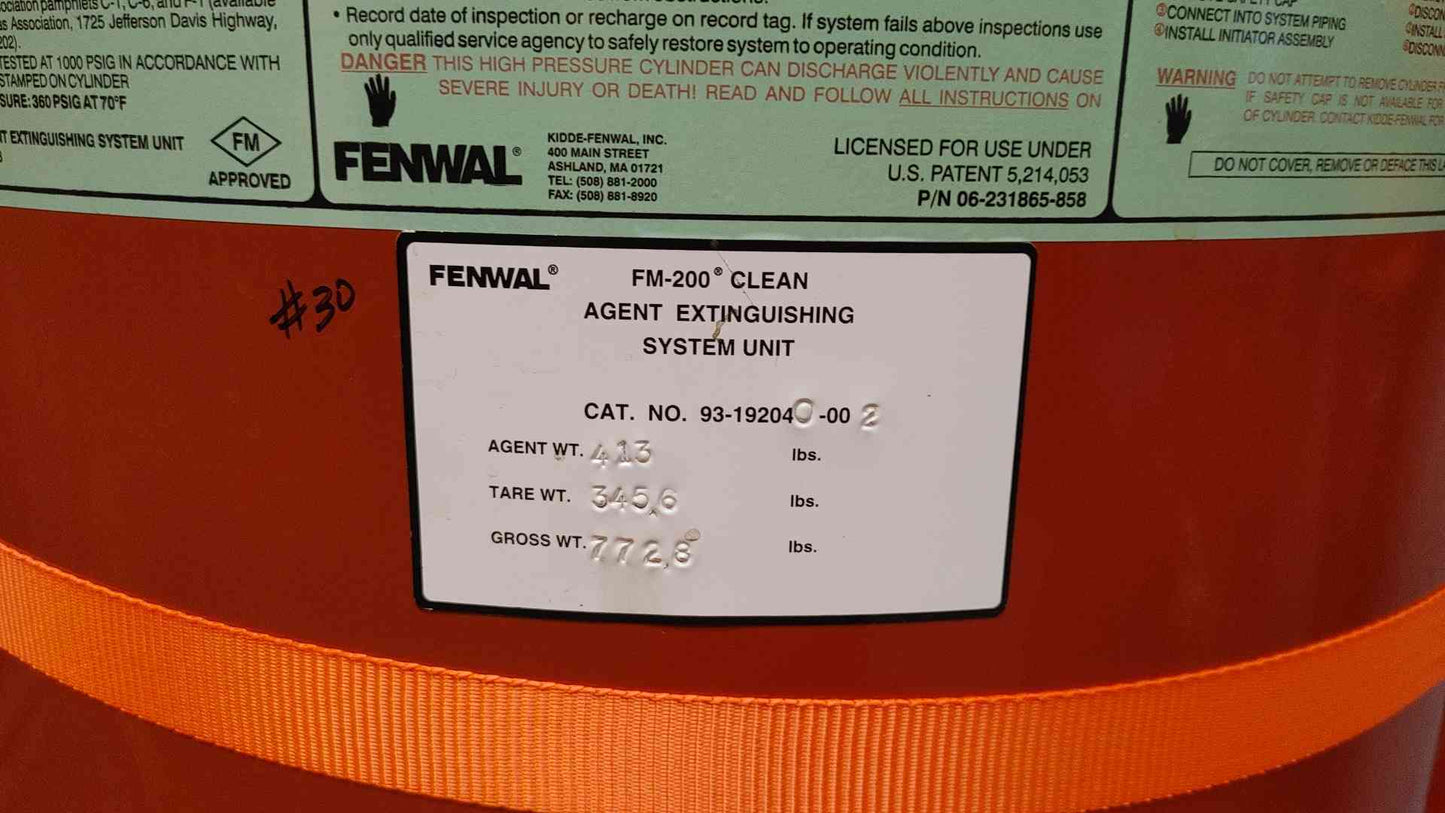 ociation pamphlets C-1, C-6, and P-1 (available
as Association, 1725 Jefferson Davis Highway,
202).
TESTED AT 1000 PSIG IN ACCORDANCE WITH
STAMPED ON CYLINDER
SURE: 360 PSIG AT 70°F
T EXTINGUISHING SYSTEM UNIT
FM
APPROVED
• Record date of inspection or recharge on record tag. If system fails above inspections use
only qualified service agency to safely restore system to operating condition.
DANGER THIS HIGH PRESSURE CYLINDER CAN DISCHARGE VIOLENTLY AND CAUSE
SEVERE INJURY OR DEATH! READ AND FOLLOW ALL INSTRUCTIONS ON
FENWAL®
KIDDE-FENWAL, INC.
400 MAIN STREET
ASHLAND, MA 01721
TEL: (508) 881-2000
FAX: (508) 881-8920
LICENSED FOR USE UNDER
U.S. PATENT 5,214,053
P/N 06-231865-858
③CONNECT INTO SYSTEM PIPING
④INSTALL INITIATOR ASSEMBLY
DISCON
INSTALL
DISCONN
WARNING DO NOT ATTEMPT TO REMOVE CYLINDER F
IF SAFETY CAP IS NOT AVAILABLE FOR
OF CYLINDER. CONTACT KIDDE-FENWAL FOR
DO NOT COVER, REMOVE OR DEFACE THIS LA
#30
FENWAL®
FM-200® CLEAN
AGENT EXTINGUISHING
SYSTEM UNIT
CAT. NO. 93-192040-00 2
AGENT WT. 413 lbs.
TARE WT. 345.6 lbs.
GROSS WT. 772.8 lbs.